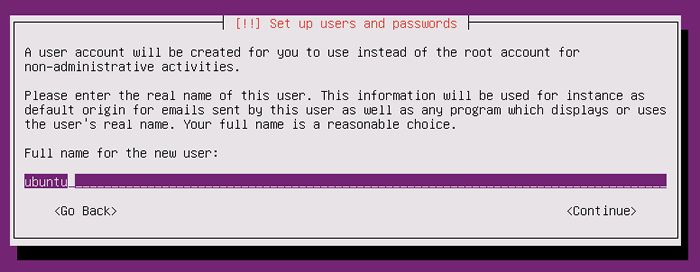 [!!] Set up users and passwords
A user account will be created for you to use instead of the root account for
non-administrative activities.
Please enter the real name of this user. This information will be used for instance as
default origin for emails sent by this user as well as any program which displays or uses
the user's real name. Your full name is a reasonable choice.
Full name for the new user:
ubuntu
<Go Back> <Continue>